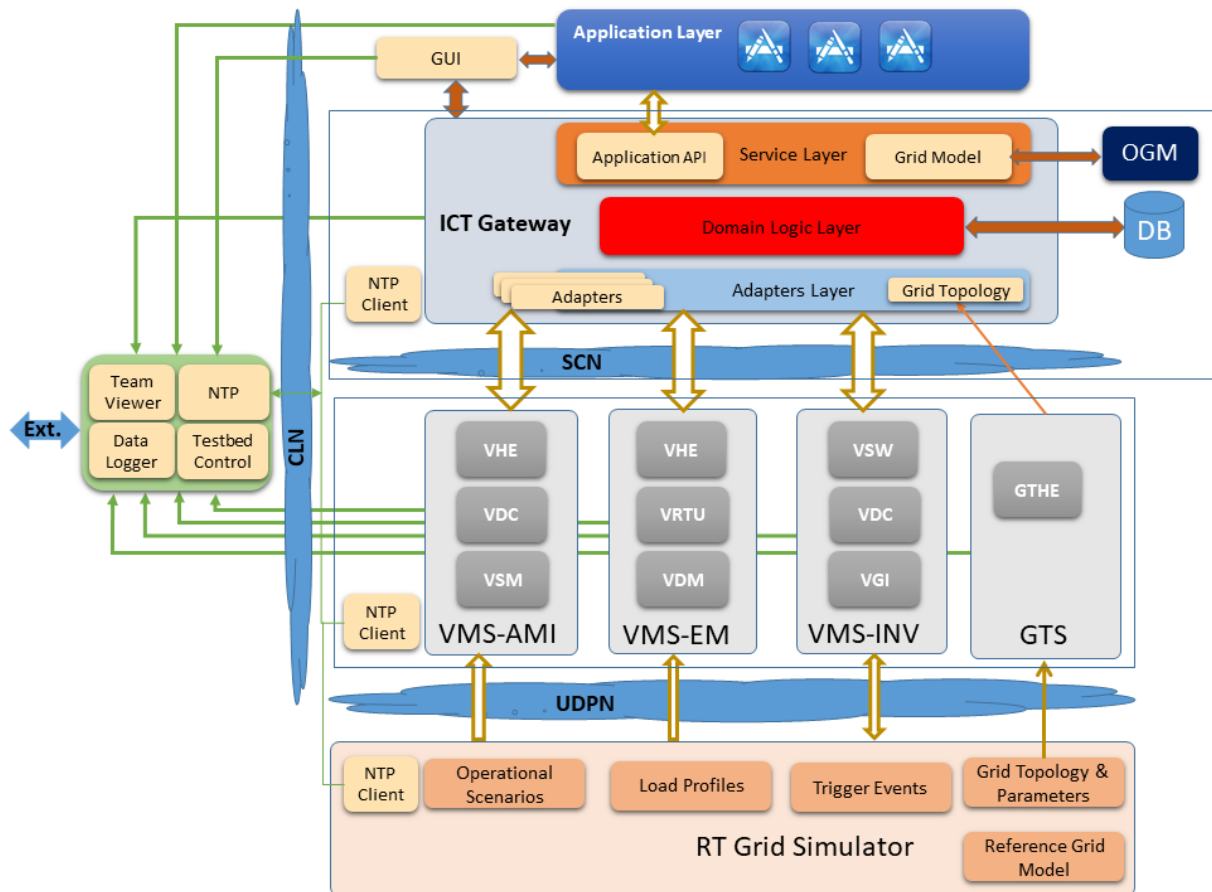 Application Layer
GUI
Application API
Service Layer
Grid Model
OGM
ICT Gateway
Domain Logic Layer
DB
NTP
Client
Adapters
Adapters Layer
Grid Topology
SCN
Team
Viewer
NTP
Data
Logger
Testbed
Control
Ext.
CLN
VHE
VDC
VSM
VMS-AMI
VHE
VRTU
VDM
VMS-EM
VSW
VDC
VGI
VMS-INV
GTHE
GTS
NTP
Client
UDPN
NTP
Client
Operational
Scenarios
Load Profiles
Trigger Events
Grid Topology &
Parameters
RT Grid Simulator
Reference Grid
Model